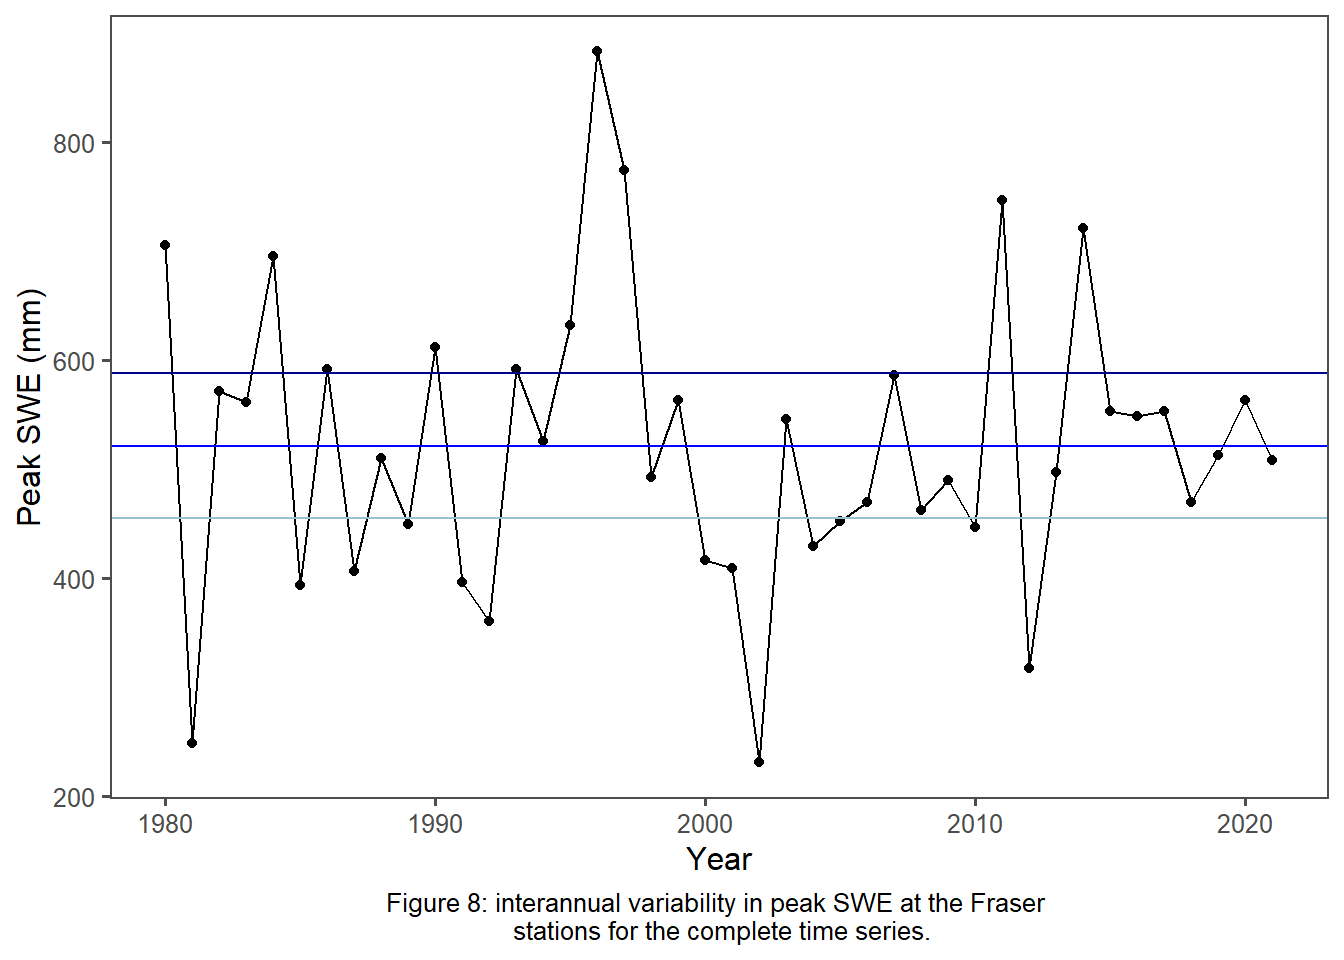 800
600
400
200
Peak SWE (mm)
1980 1990 2000 2010 2020
Year
Figure 8: interannual variability in peak SWE at the Fraser
stations for the complete time series.